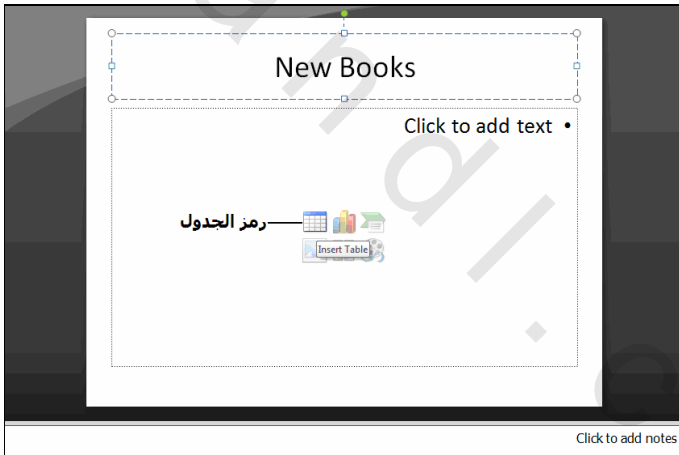 New Books
Click to add text •
رمز الجدول
Insert Table
Click to add notes